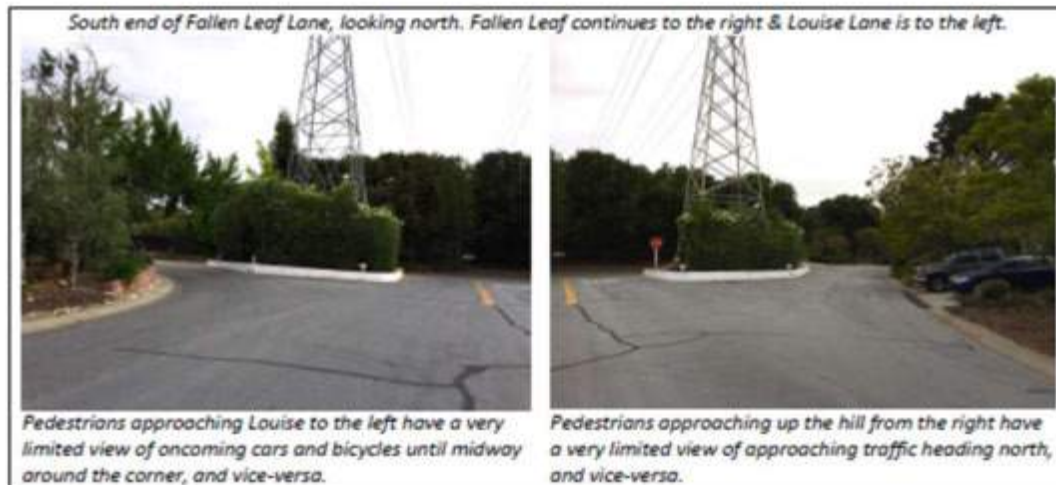 South end of Fallen Leaf Lane, looking north. Fallen Leaf continues to the right & Louise Lane is to the left.
Pedestrians approaching Louise to the left have a very
limited view of oncoming cars and bicycles until midway
around the corner, and vice-versa.
Pedestrians approaching up the hill from the right have
a very limited view of approaching traffic heading north,
and vice-versa.